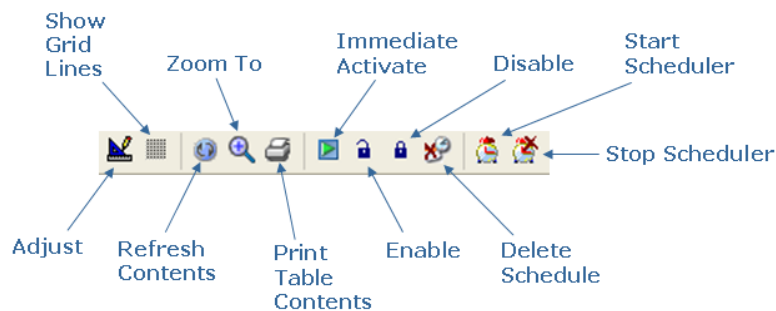 Show
Grid
Lines
Zoom To
Immediate
Activate
Disable
Start
Scheduler
Stop Scheduler
Adjust
Refresh
Contents
Print
Table
Contents
Enable
Delete
Schedule